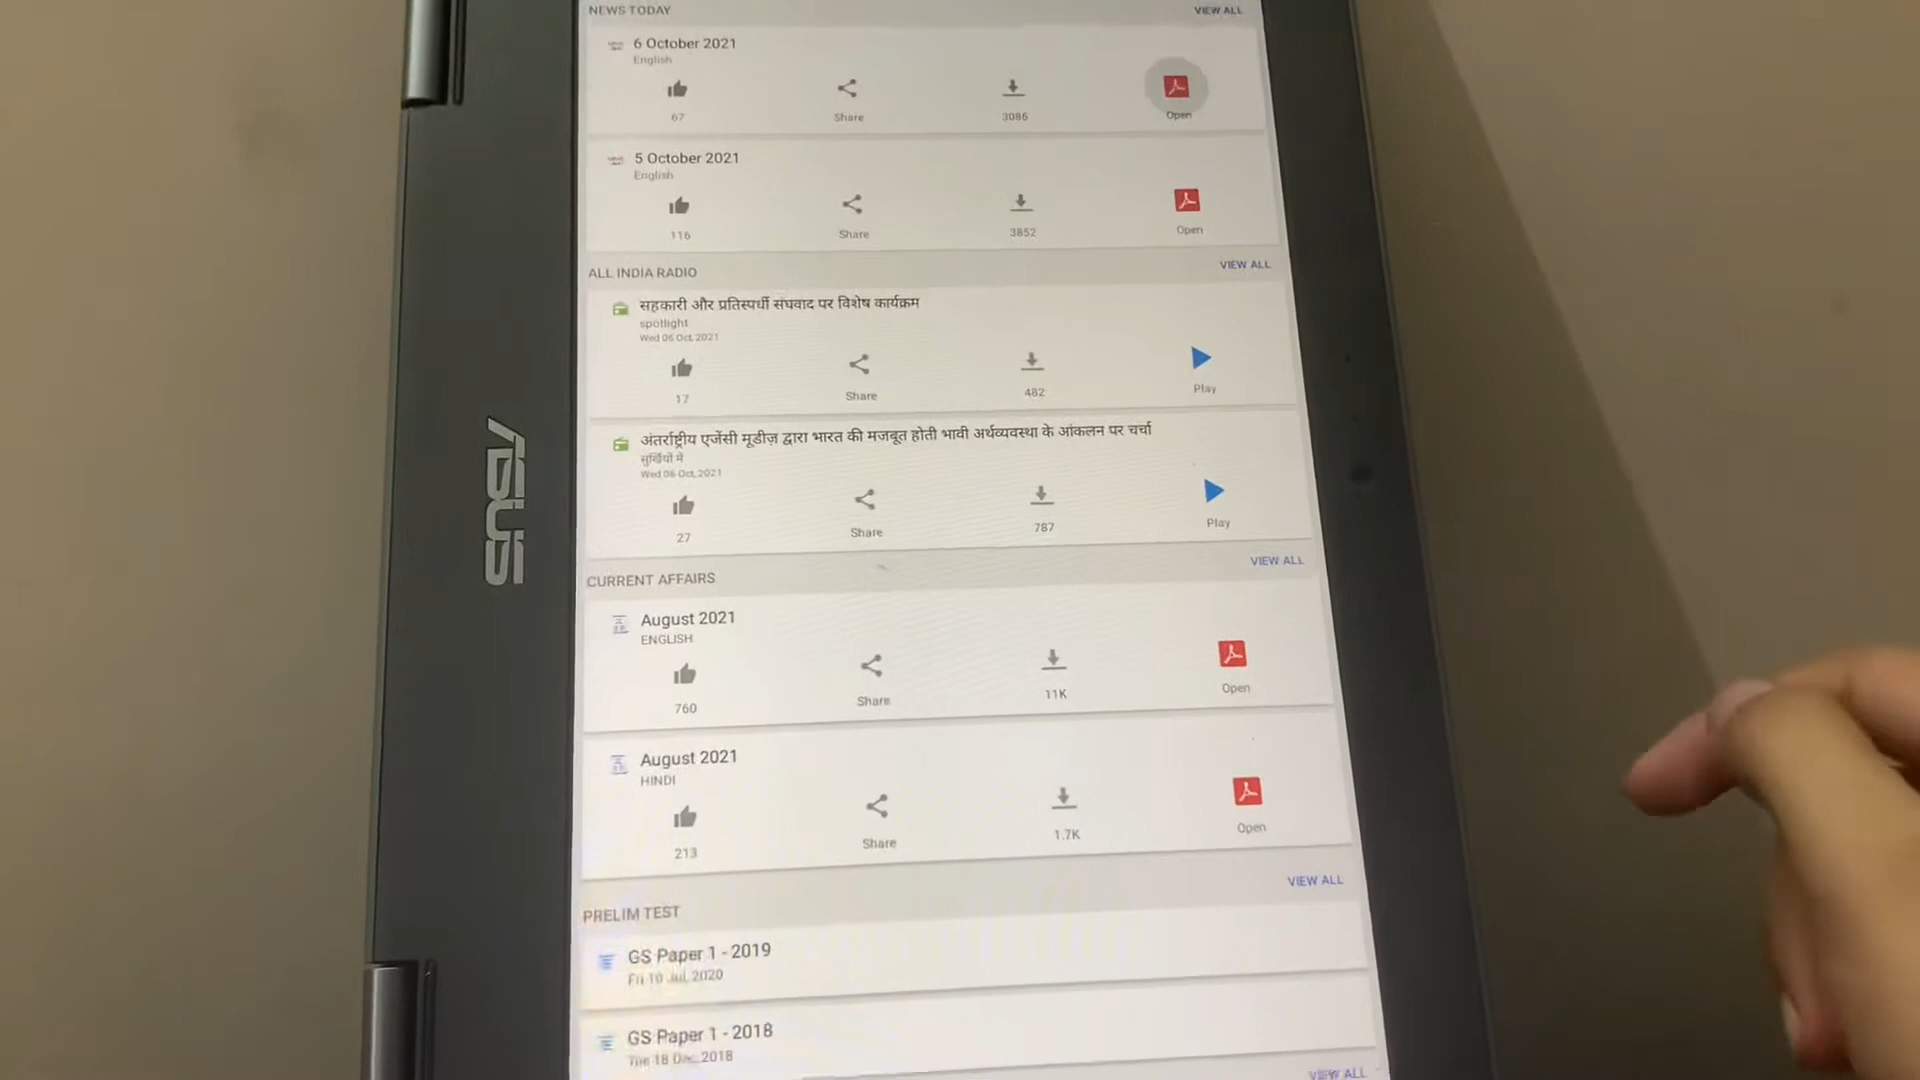 NEWS TODAY
VIEW ALL
6 October 2021
English
67
Share
3086
Open
5 October 2021
English
116
Share
3852
Open
ALL INDIA RADIO
VIEW ALL
सहकारी और प्रतिस्पर्धी संघवाद पर विशेष कार्यक्रम
spotlight
Wed 06 Oct, 2021
17
Share
482
Play
अंतर्राष्ट्रीय एजेंसी मूडीज़ द्वारा भारत की मजबूत होती भावी अर्थव्यवस्था के आंकलन पर चर्चा
सुर्खियों में
Wed 06 Oct, 2021
27
Share
787
Play
CURRENT AFFAIRS
VIEW ALL
August 2021
ENGLISH
760
Share
11K
Open
August 2021
HINDI
213
Share
1.7K
Open
PRELIM TEST
VIEW ALL
GS Paper 1 - 2019
Fri 10 Jul, 2020
GS Paper 1 - 2018
Tue 18 Dec, 2018
VIEW ALL
ASUS